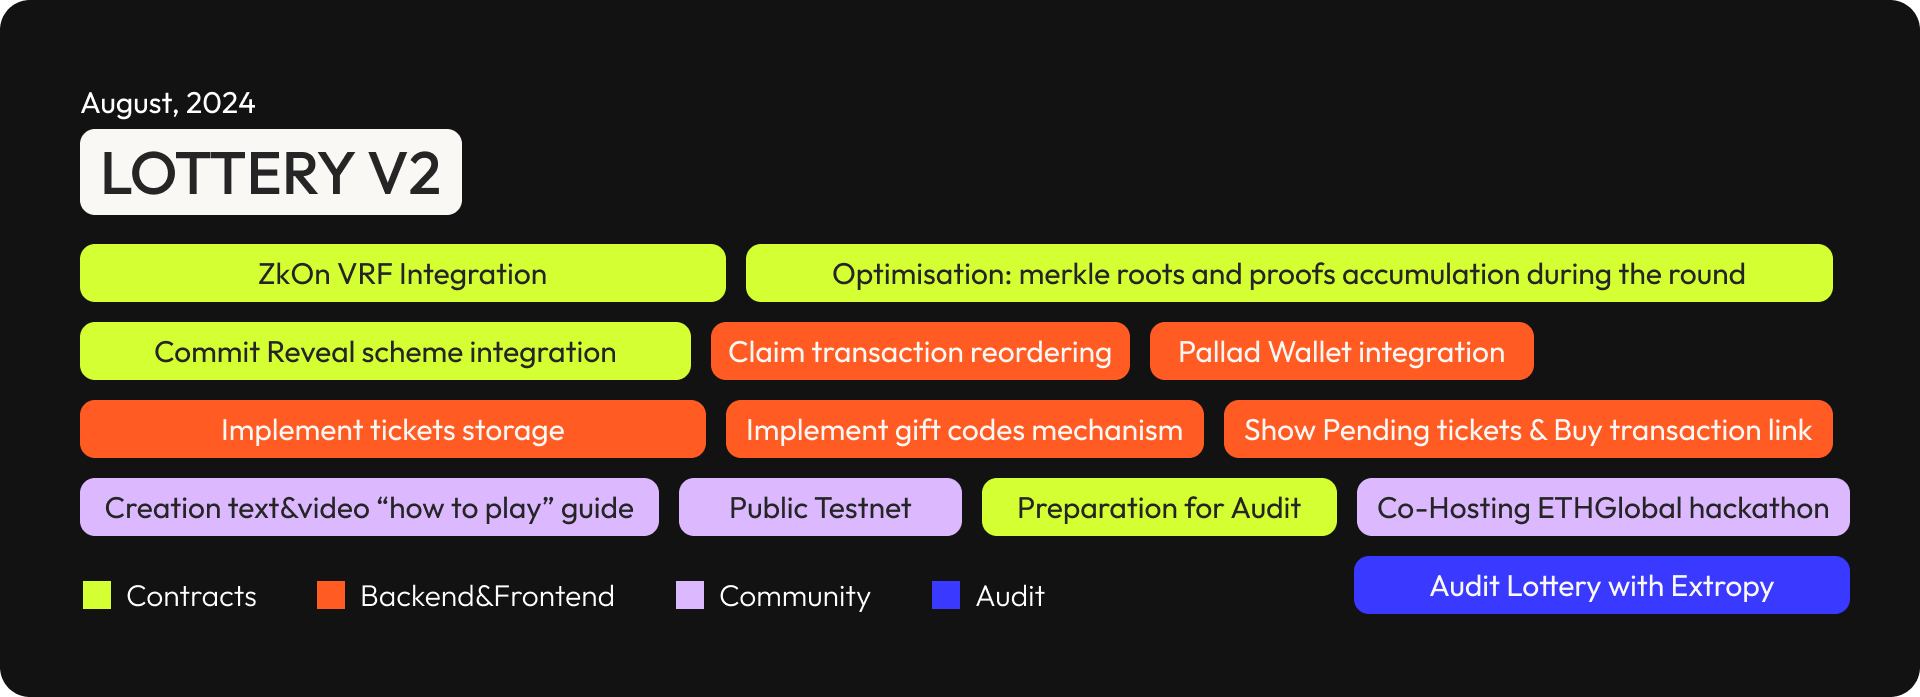 August, 2024
LOTTERY V2
ZkOn VRF Integration
Optimisation: merkle roots and proofs accumulation during the round
Commit Reveal scheme integration
Claim transaction reordering
Pallad Wallet integration
Implement tickets storage
Implement gift codes mechanism
Show Pending tickets & Buy transaction link
Creation text&video “how to play” guide
Public Testnet
Preparation for Audit
Co-Hosting ETHGlobal hackathon
Audit Lottery with Extropy
Contracts
Backend&Frontend
Community
Audit